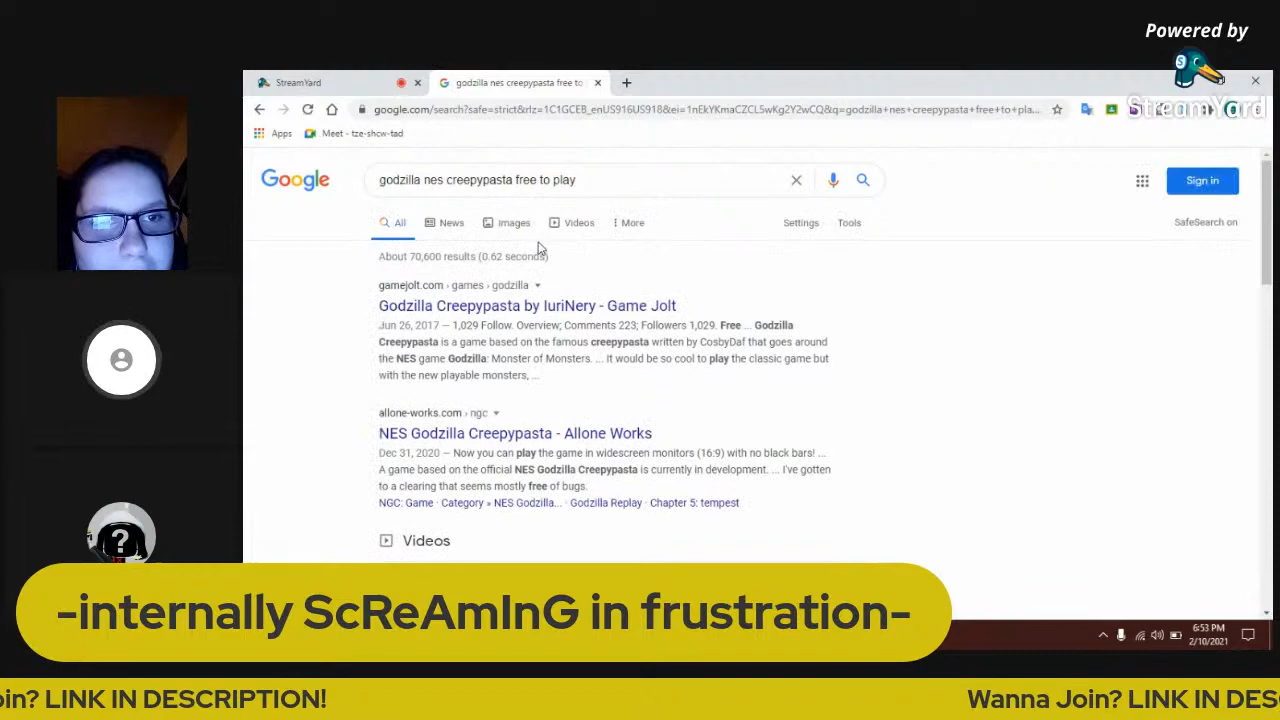 Powered by
StreamYard
StreamYard
godzilla nes creepypasta free to
google.com/search?safe=strict&rlz=1C1GCEB_enUS916US918&ei=1nEkYKmaCZCL5wKg2Y2wCQ&q=godzilla+nes+creepypasta+free+to+pla...
Apps
Meet - tze-shcw-tad
Google
godzilla nes creepypasta free to play
Sign in
All
News
Images
Videos
More
Settings
Tools
SafeSearch on
About 70,600 results (0.62 seconds)
gamejolt.com › games › godzilla
Godzilla Creepypasta by IuriNery - Game Jolt
Jun 26, 2017 — 1,029 Follow. Overview; Comments 223; Followers 1,029. Free ... Godzilla
Creepypasta is a game based on the famous creepypasta written by CosbyDaf that goes around
the NES game Godzilla: Monster of Monsters. ... It would be so cool to play the classic game but
with the new playable monsters, ...
allone-works.com › ngc
NES Godzilla Creepypasta - Allone Works
Dec 31, 2020 — Now you can play the game in widescreen monitors (16:9) with no black bars! ...
A game based on the official NES Godzilla Creepypasta is currently in development. ... I've gotten
to a clearing that seems mostly free of bugs.
NGC: Game · Category » NES Godzilla... · Godzilla Replay · Chapter 5: tempest
Videos
?
-internally ScReAmInG in frustration-
6:53 PM
2/10/2021
oin? LINK IN DESCRIPTION!
Wanna Join? LINK IN DES